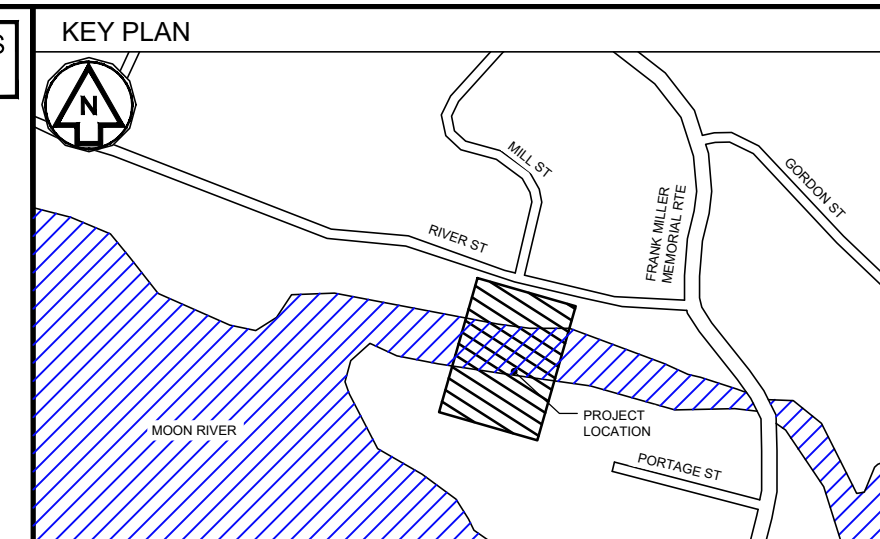 S
KEY PLAN
N
MILL ST
GORDON ST
FRANK MILLER
MEMORIAL RTE
RIVER ST
PROJECT
LOCATION
MOON RIVER
PORTAGE ST